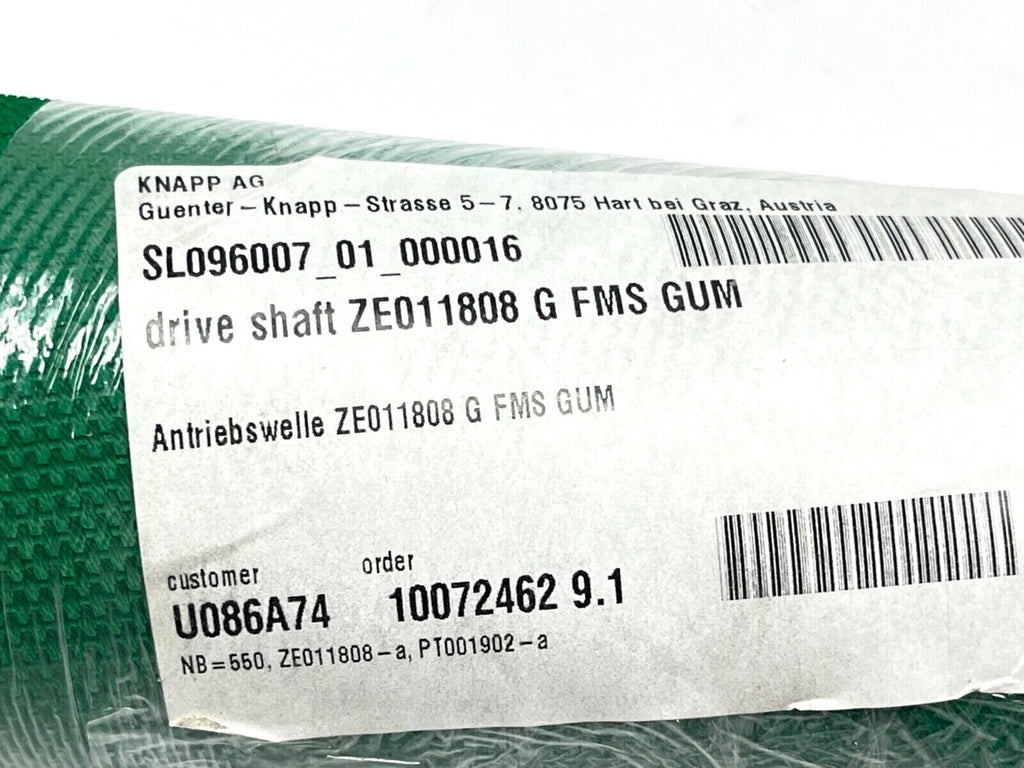 KNAPP AG
Guenter-Knapp-Strasse 5-7, 8075 Hart bei Graz, Austria
SL096007_01_000016
drive shaft ZE011808 G FMS GUM
Antriebswelle ZE011808 G FMS GUM
customer order
U086A74 10072462 9.1
NB=550, ZE011808-a, PT001902-a